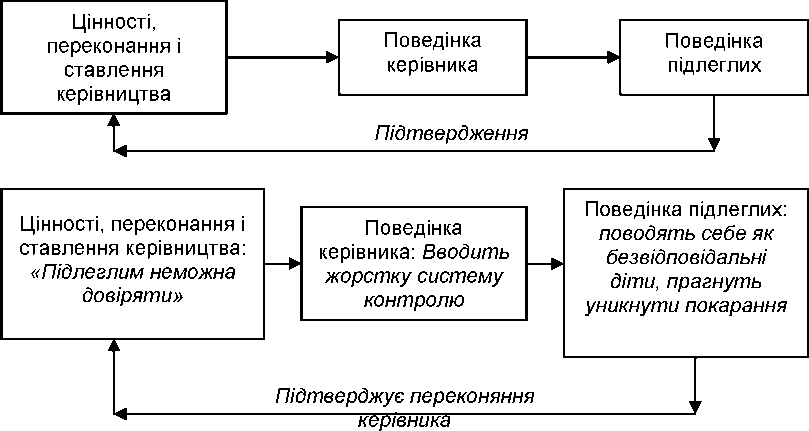 Цінності,
переконання і
ставлення
керівництва
Поведінка
керівника
Поведінка
підлеглих
Підтвердження
Цінності, переконання і
ставлення керівництва:
«Підлеглим неможна
довіряти»
Поведінка
керівника: Вводить
жорстку систему
контролю
Поведінка підлеглих:
поводять себе як
безвідповідальні
діти, прагнуть
уникнути покарання
Підтверджує переконяння
керівника